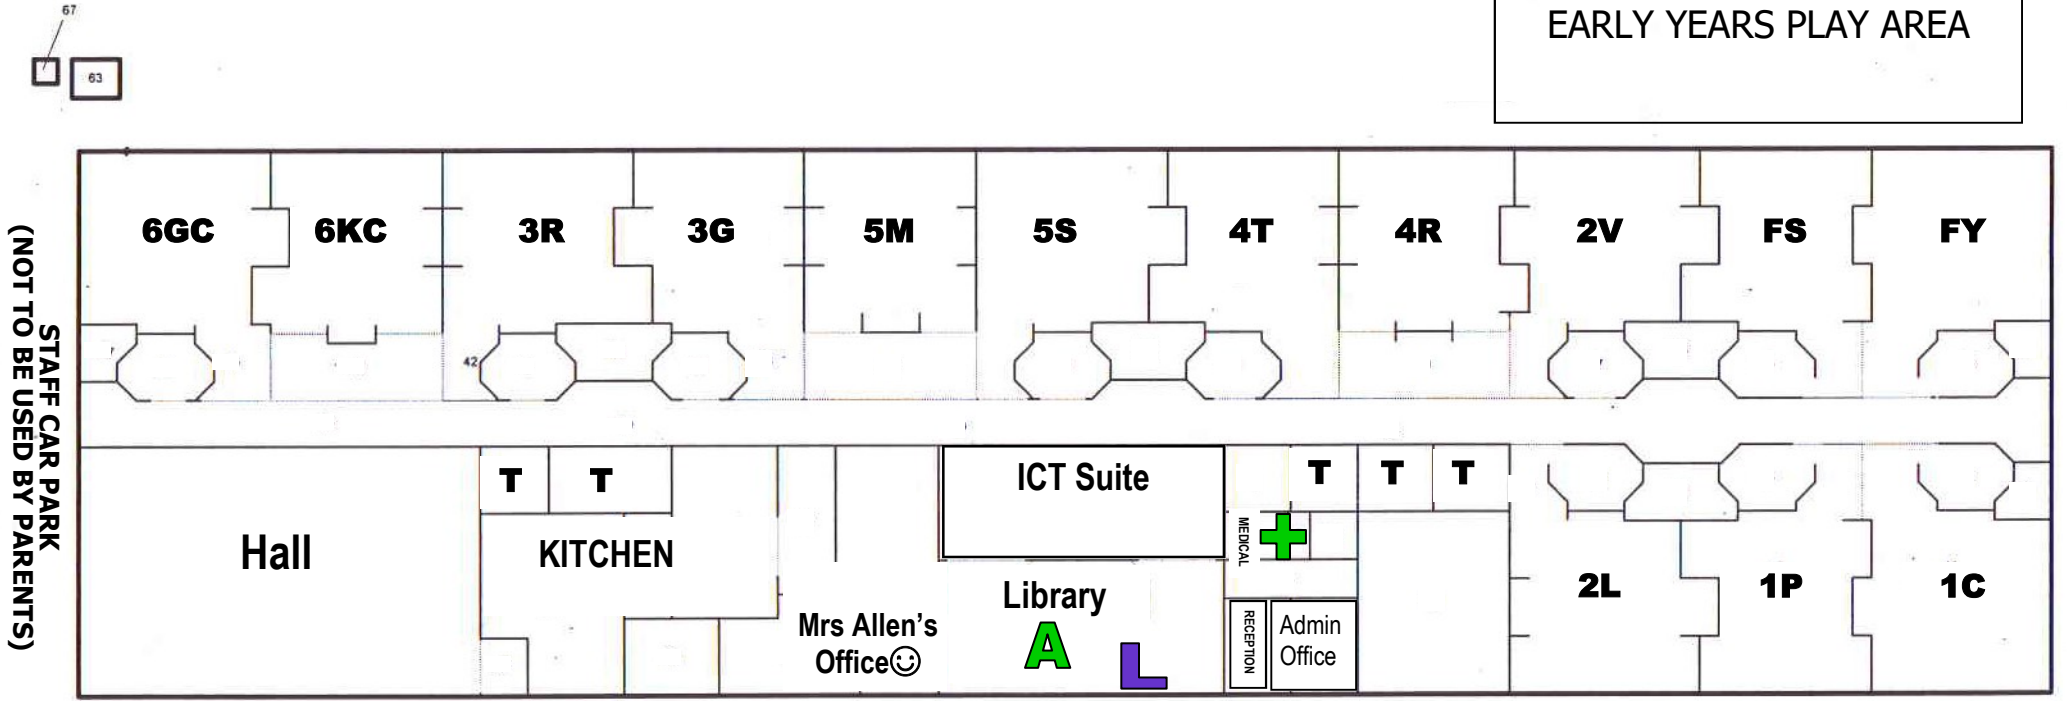 67
63
EARLY YEARS PLAY AREA
STAFF CAR PARK
(NOT TO BE USED BY PARENTS)
6GC
6KC
3R
3G
5M
5S
4T
4R
2V
FS
FY
42
T
T
ICT Suite
T
T
T
Hall
KITCHEN
MEDICAL
Library
A
L
Mrs Allen's
Office
RECEPTION
Admin
Office
2L
1P
1C